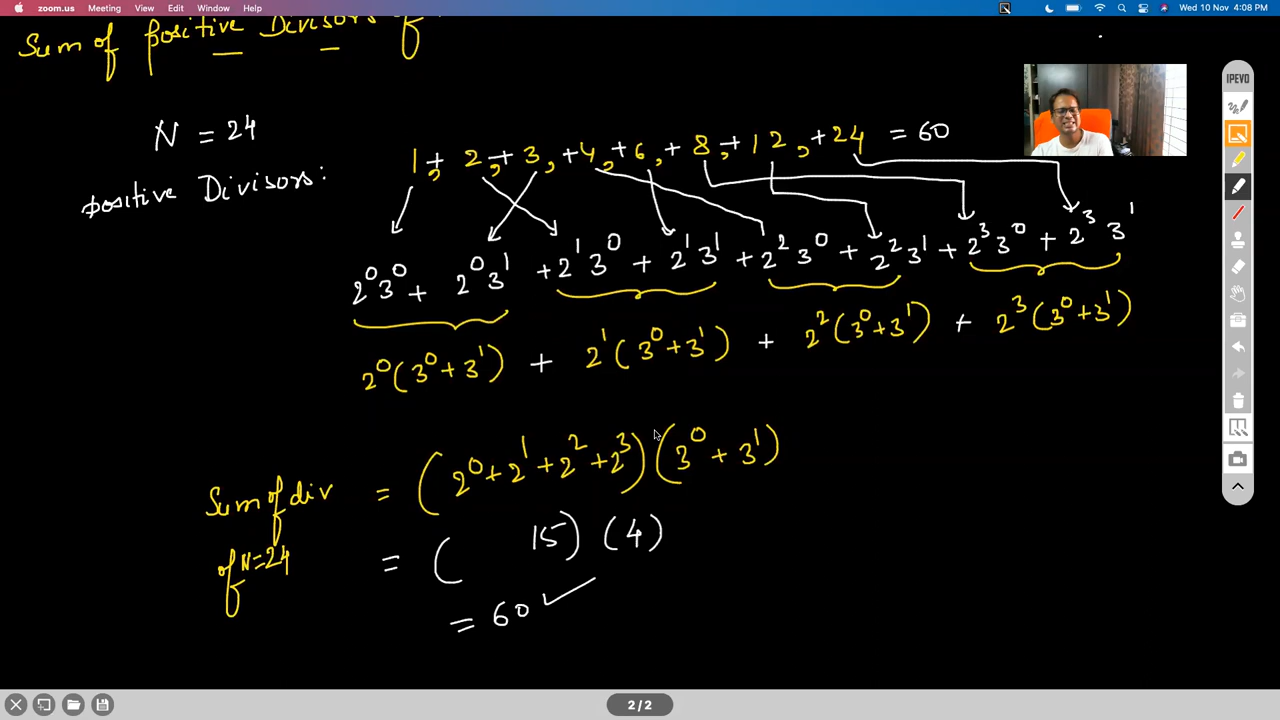 zoom.us Meeting View Edit Window Help Wed 10 Nov 4:08 PM
Sum of positive Divisors of
IPEVO
N = 24
1, + 2, + 3, + 4, + 6, + 8, + 12, + 24 = 60
positive Divisors:
2⁰3⁰ + 2⁰3¹ + 2¹3⁰ + 2¹3¹ + 2²3⁰ + 2²3¹ + 2³3⁰ + 2³3¹
2⁰(3⁰+3¹) + 2¹(3⁰+3¹) + 2²(3⁰+3¹) + 2³(3⁰+3¹)
Sum of div = (2⁰+2¹+2²+2³)(3⁰+3¹)
of N=24 = ( 15) (4)
= 60 ✓
2/2